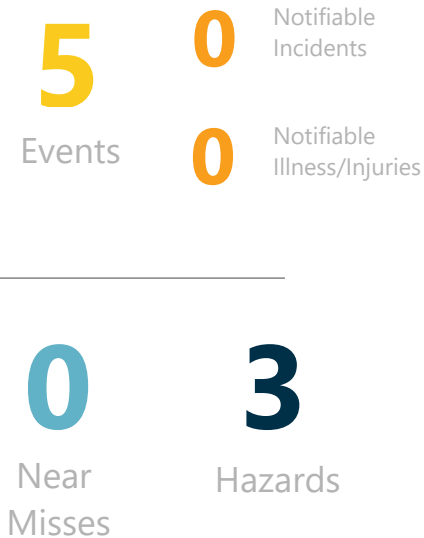 5
Events
0
Notifiable
Incidents
0
Notifiable
Illness/Injuries
0
Near
Misses
3
Hazards